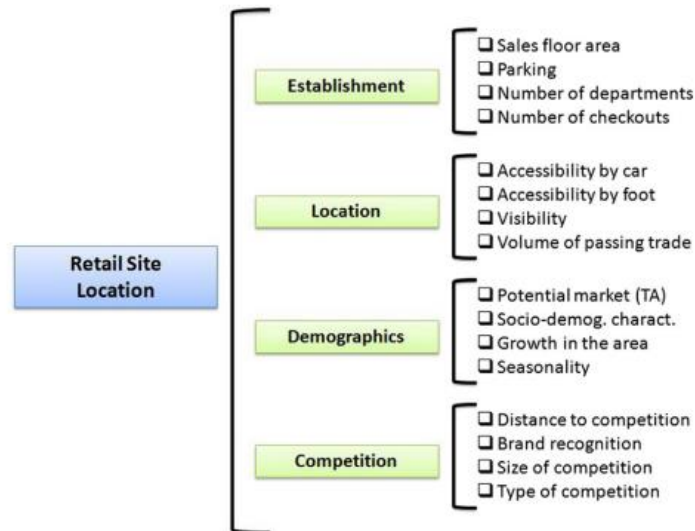 Retail Site
Location
Establishment
❑ Sales floor area
❑ Parking
❑ Number of departments
❑ Number of checkouts
Location
❑ Accessibility by car
❑ Accessibility by foot
❑ Visibility
❑ Volume of passing trade
Demographics
❑ Potential market (TA)
❑ Socio-demog. charact.
❑ Growth in the area
❑ Seasonality
Competition
❑ Distance to competition
❑ Brand recognition
❑ Size of competition
❑ Type of competition